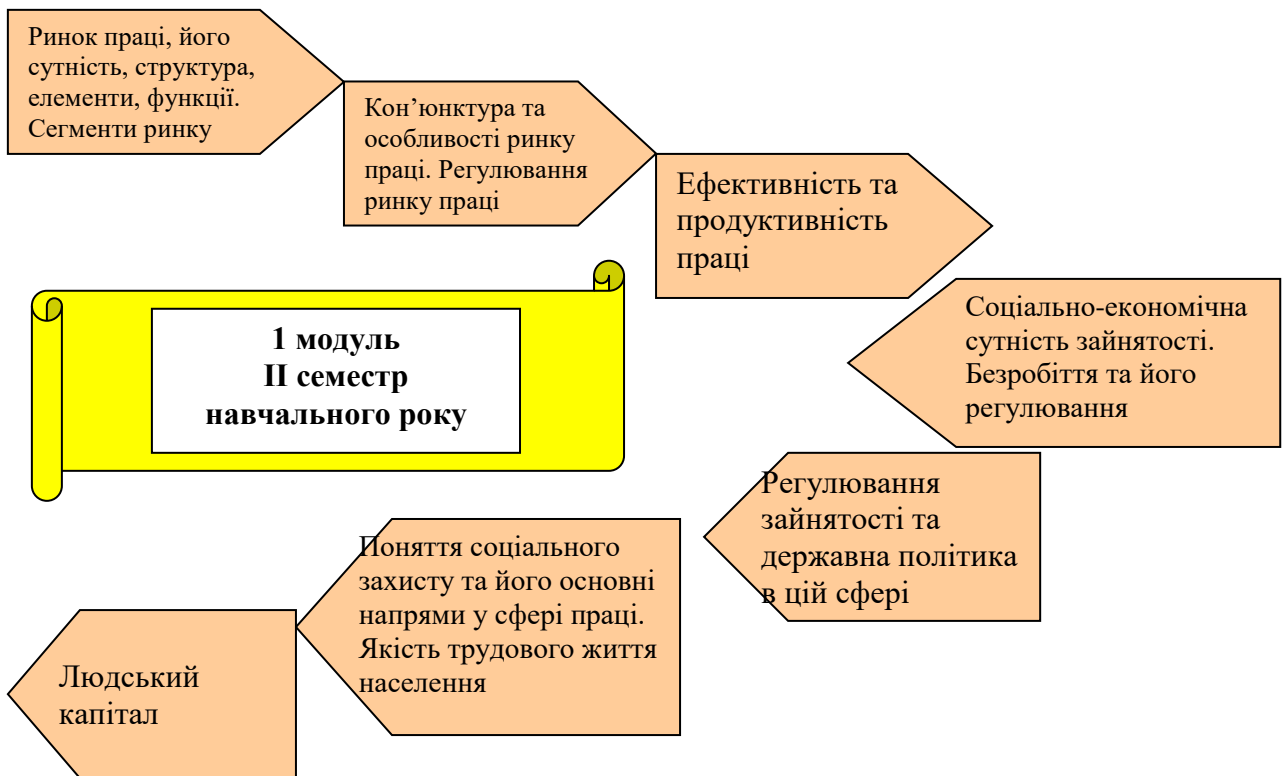 Ринок праці, його
сутність, структура,
елементи, функції.
Сегменти ринку
Кон’юнктура та
особливості ринку
праці. Регулювання
ринку праці
Ефективність та
продуктивність
праці
Соціально-економічна
сутність зайнятості.
Безробіття та його
регулювання
1 модуль
ІІ семестр
навчального року
Регулювання
зайнятості та
державна політика
в цій сфері
Поняття соціального
захисту та його основні
напрями у сфері праці.
Якість трудового життя
населення
Людський
капітал